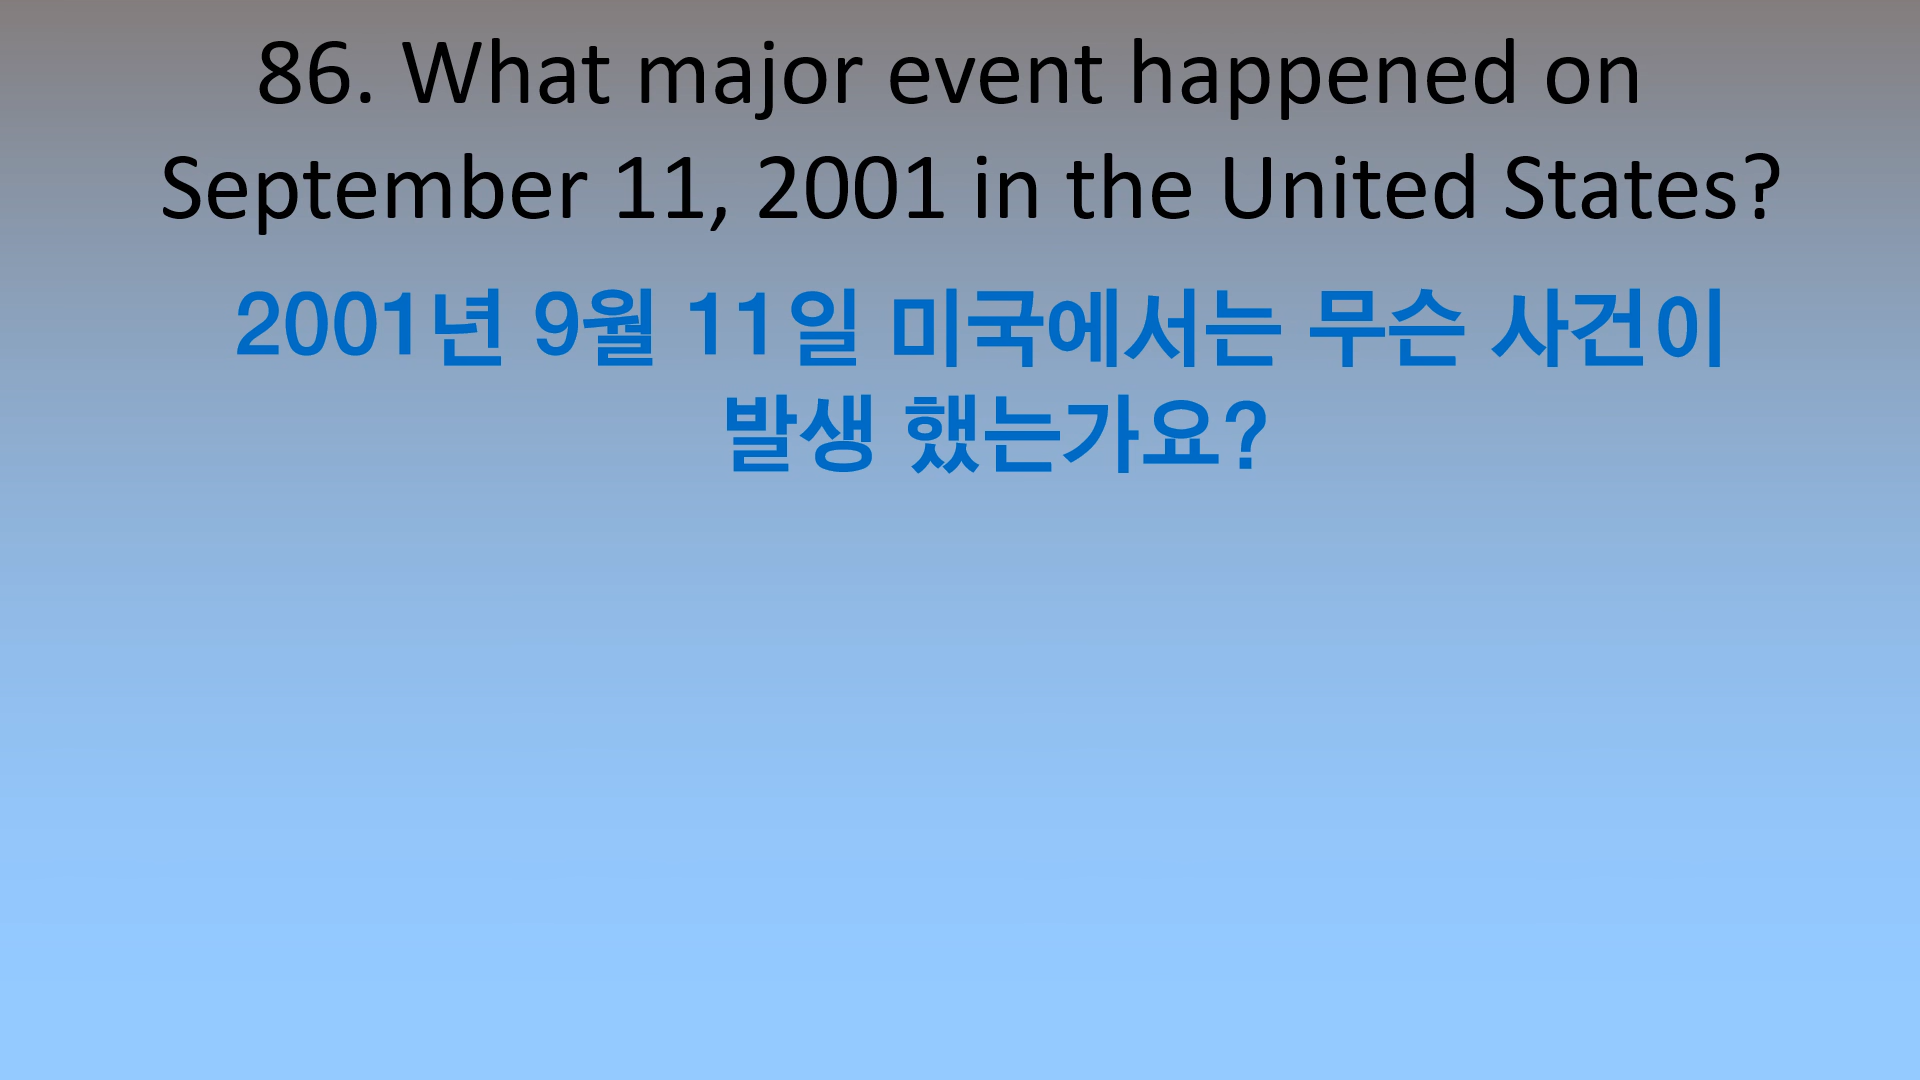 86. What major event happened on
September 11, 2001 in the United States?
2001년 9월 11일 미국에서는 무슨 사건이
발생 했는가요?